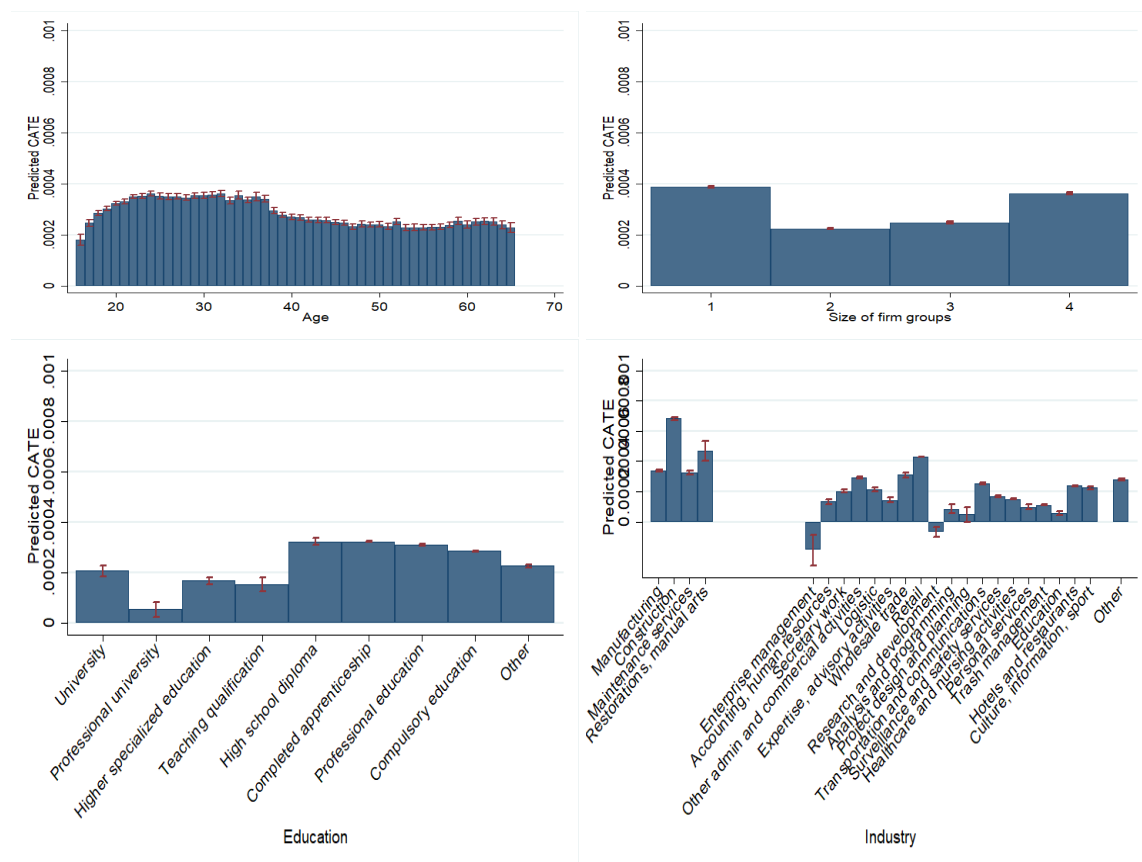 Predicted CATE
0 .0002 .0004 .0006 .0008 .001
20 30 40 50 60 70
Age
Predicted CATE
0 .0002 .0004 .0006 .0008 .001
1 2 3 4
Size of firm groups
Predicted CATE
0 .0002 .0004 .0006 .0008 .001
University
Professional university
Higher specialized education
Teaching qualification
High school diploma
Completed apprenticeship
Professional education
Compulsory education
Other
Education
Predicted CATE
0 .0002 .0004 .0006 .0008 .001
Manufacturing
Construction
Maintenance services
Restorations, manual arts
Enterprise management
Accounting, human resources
Secretary work
Other admin and commercial activities
Logistic
Expertise, advisory activities
Wholesale trade
Retail
Research and development
Analysis and programming
Project design and planning
Transportation and communications
Surveillance and safety services
Healthcare and nursing activities
Personal services
Trash management
Education
Hotels and restaurants
Culture, information, sport
Other
Industry